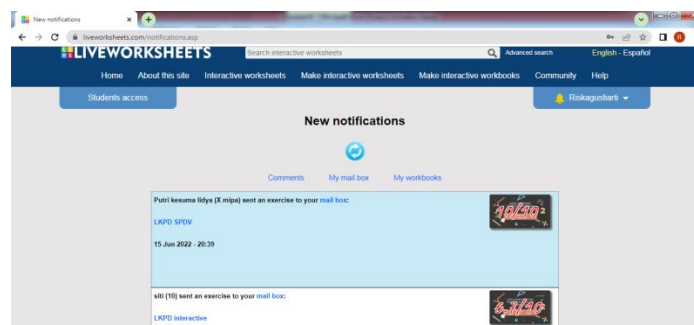 New notifications
liveworksheets.com/notifications.asp
LIVEWORKSHEETS
Search interactive worksheets
Advanced search
English - Español
Home About this site Interactive worksheets Make interactive worksheets Make interactive workbooks Community Help
Students access
Riskagustiarti
New notifications
Comments My mail box My workbooks
Putri kesuma lidya (X mipa) sent an exercise to your mail box:
10/10
LKPD SPDV
15 Jun 2022 - 20:39
siti (10) sent an exercise to your mail box:
LKPD interactive